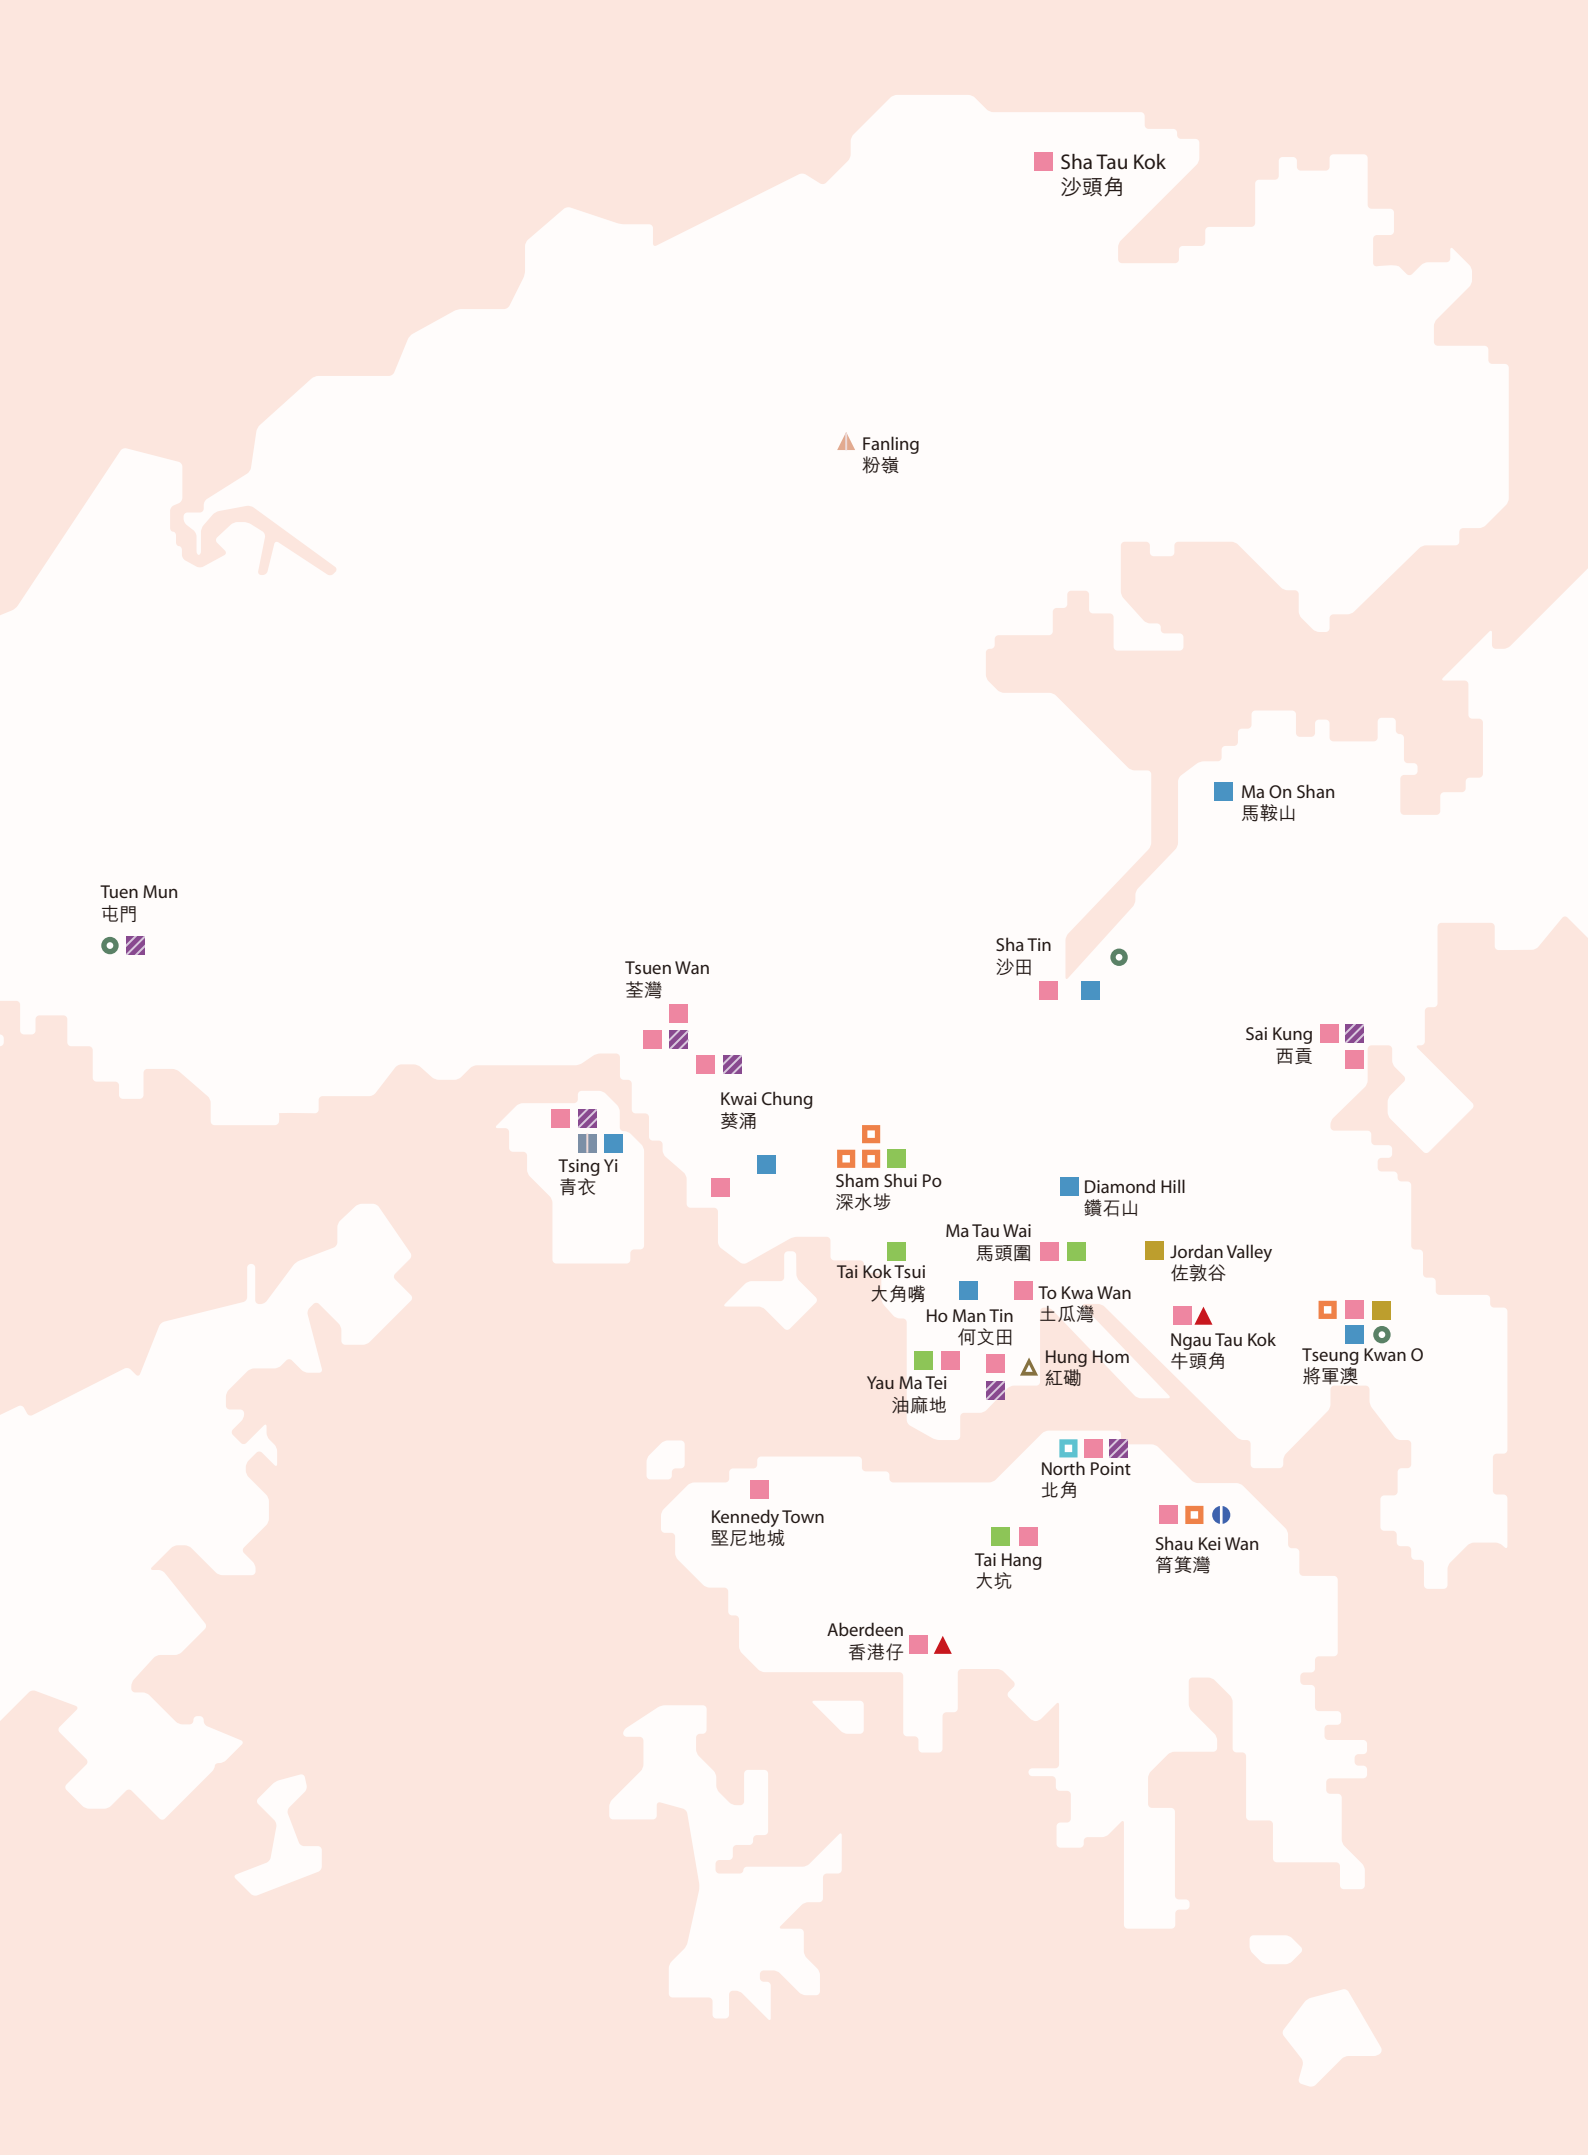 Sha Tau Kok
沙頭角
Fanling
粉嶺
Ma On Shan
馬鞍山
Tuen Mun
屯門
Sha Tin
沙田
Tsuen Wan
荃灣
Sai Kung
西貢
Kwai Chung
葵涌
Tsing Yi
青衣
Sham Shui Po
深水埗
Diamond Hill
鑽石山
Ma Tau Wai
馬頭圍
Jordan Valley
佐敦谷
Tai Kok Tsui
大角嘴
To Kwa Wan
土瓜灣
Ho Man Tin
何文田
Ngau Tau Kok
牛頭角
Tseung Kwan O
將軍澳
Hung Hom
紅磡
Yau Ma Tei
油麻地
North Point
北角
Kennedy Town
堅尼地城
Shau Kei Wan
筲箕灣
Tai Hang
大坑
Aberdeen
香港仔